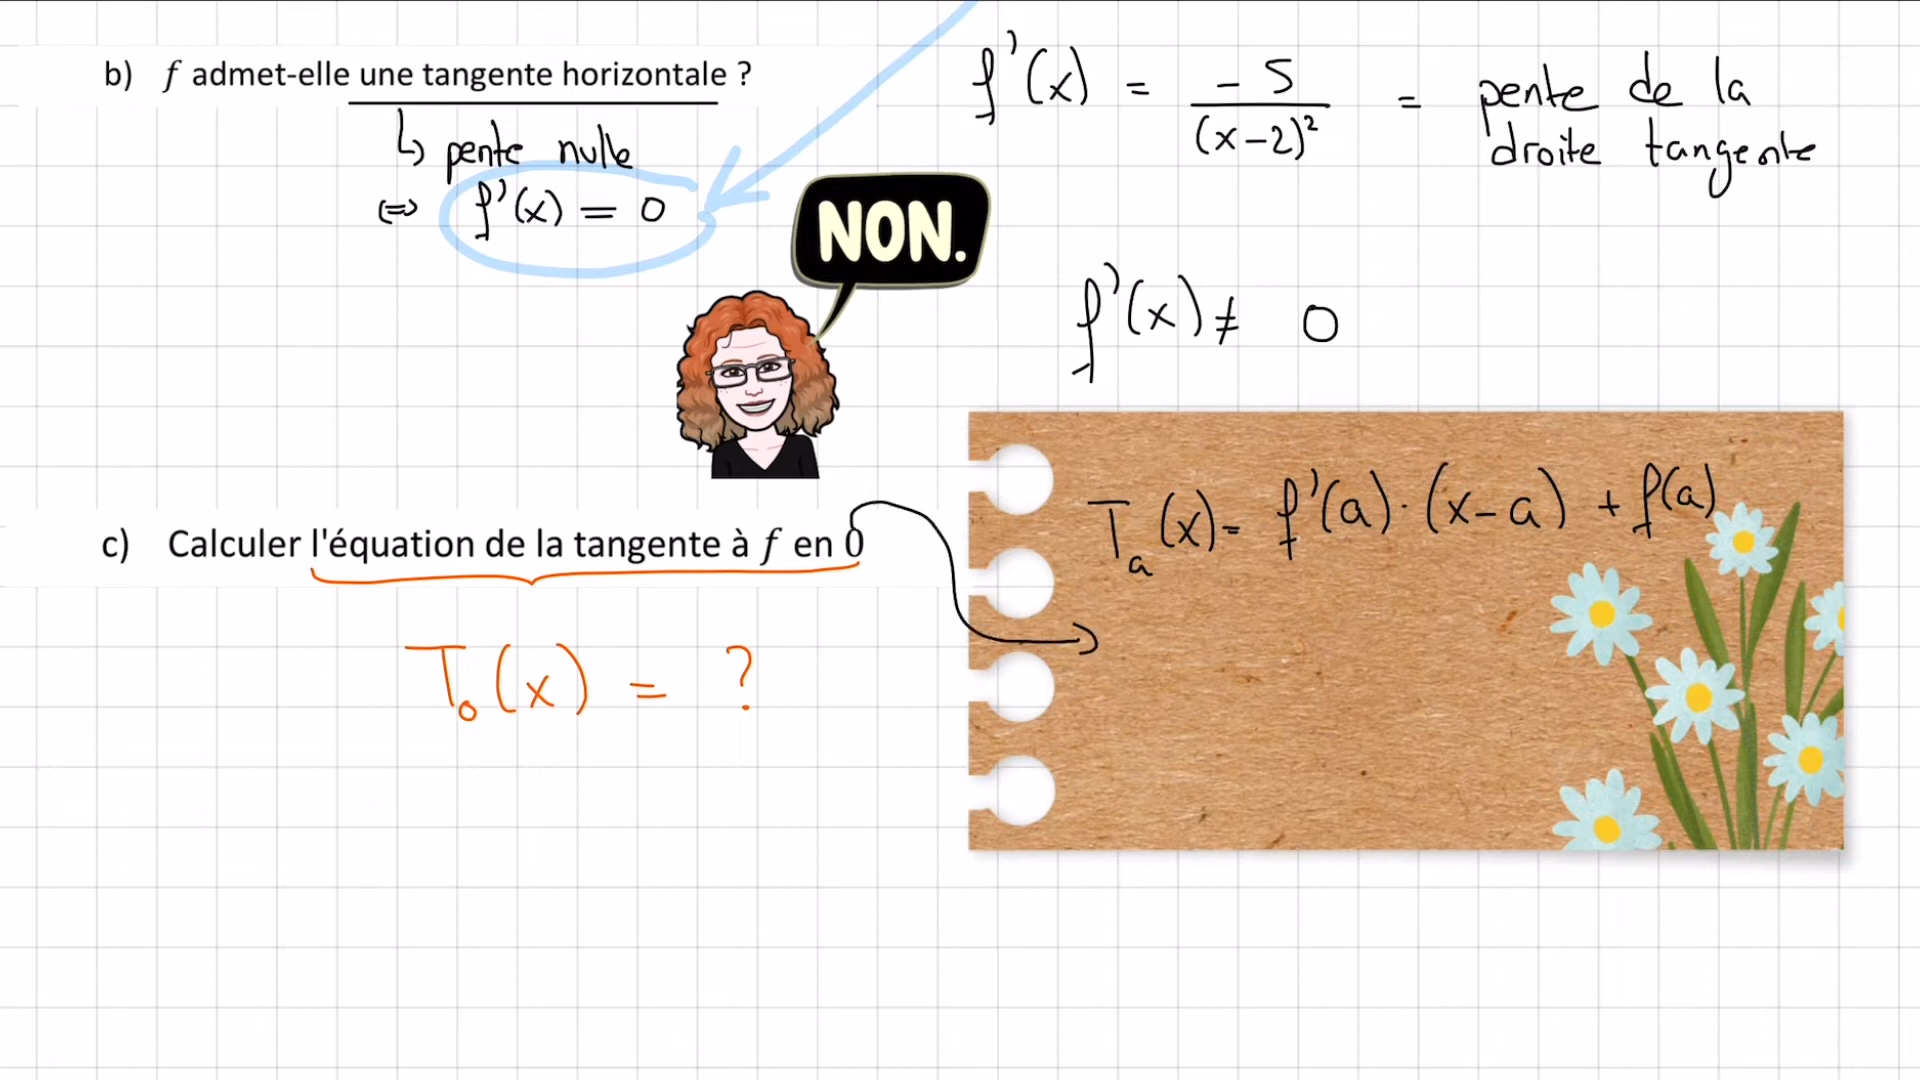 b) f admet-elle une tangente horizontale ?
↳ pente nulle
⇔ f'(x) = 0
f'(x) = -5/(x-2)² = pente de la
droite tangente
NON.
f'(x) ≠ 0
c) Calculer l'équation de la tangente à f en 0
T₀(x) = ?
Tₐ(x) = f'(a)·(x-a) + f(a)